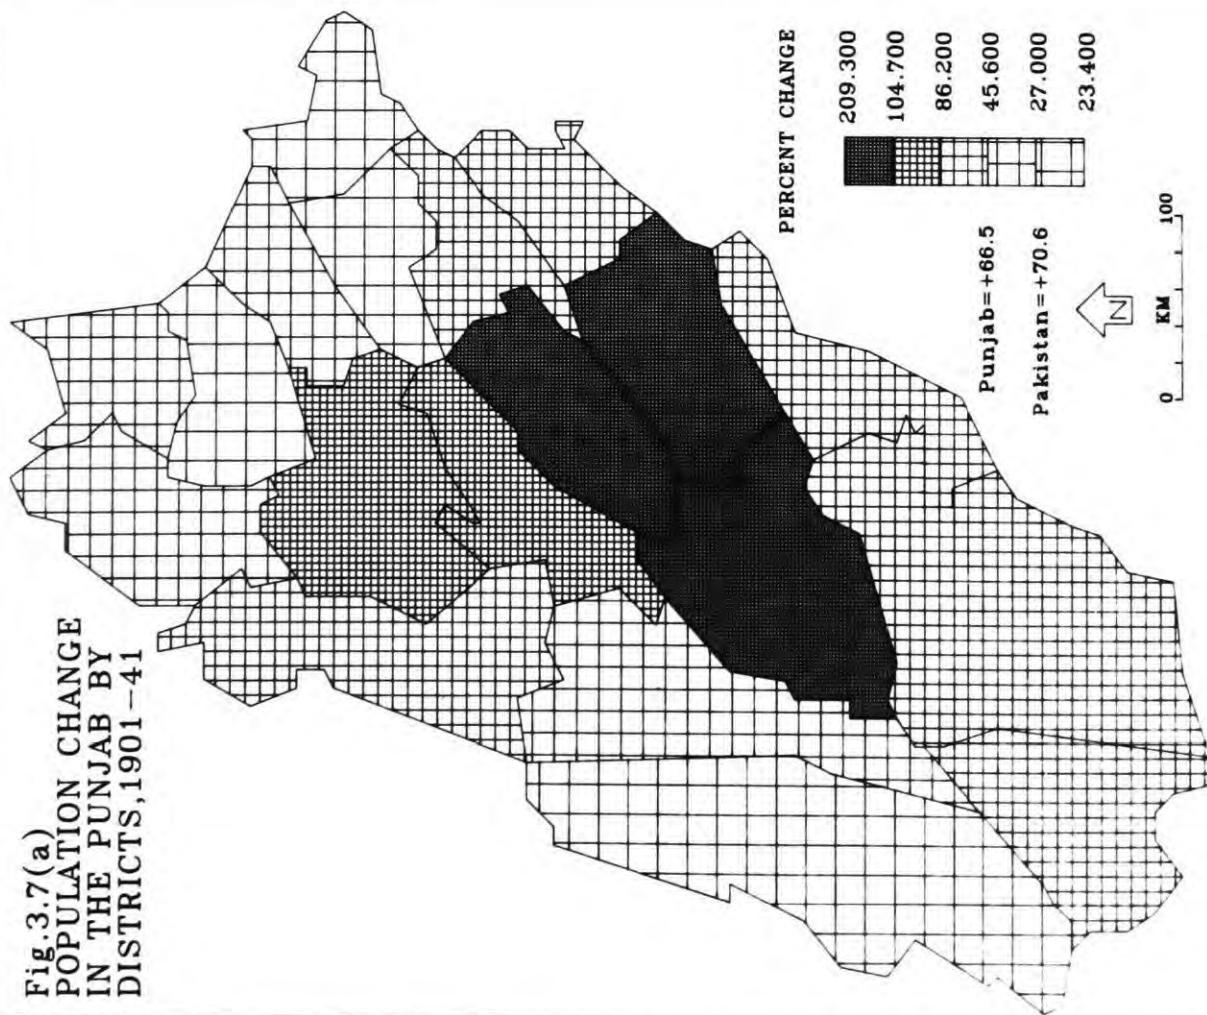 Fig.3.7(a)
POPULATION CHANGE
IN THE PUNJAB BY
DISTRICTS,1901—41
PERCENT CHANGE
209.300
104.700
86.200
45.600
27.000
23.400
Punjab=+66.5
Pakistan=+70.6
N
KM
0 100